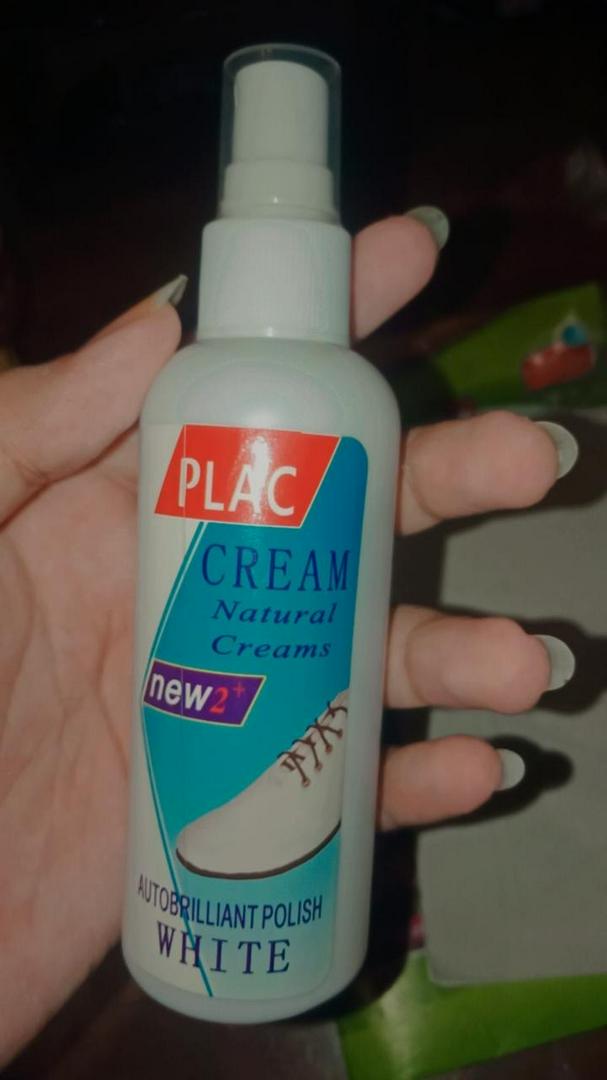 PLAC
CREAM
Natural
Creams
new2+
AUTOBRILLIANT POLISH
WHITE